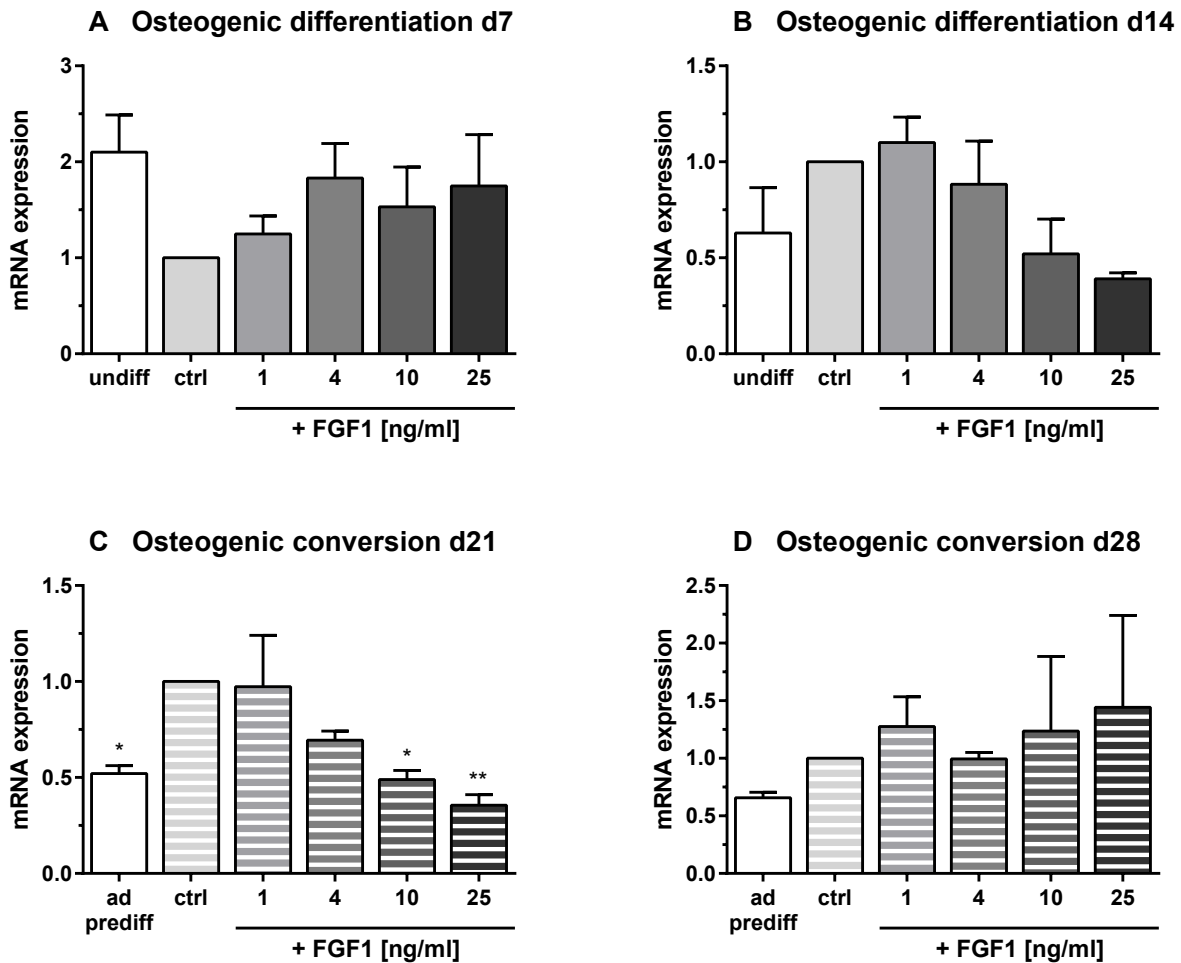 A Osteogenic differentiation d7
mRNA expression
3
2
1
0
undiff ctrl 1 4 10 25
+ FGF1 [ng/ml]
B Osteogenic differentiation d14
mRNA expression
1.5
1.0
0.5
0.0
undiff ctrl 1 4 10 25
+ FGF1 [ng/ml]
C Osteogenic conversion d21
mRNA expression
1.5
1.0
0.5
0.0
* * **
ad ctrl 1 4 10 25
prediff
+ FGF1 [ng/ml]
D Osteogenic conversion d28
mRNA expression
2.5
2.0
1.5
1.0
0.5
0.0
ad ctrl 1 4 10 25
prediff
+ FGF1 [ng/ml]